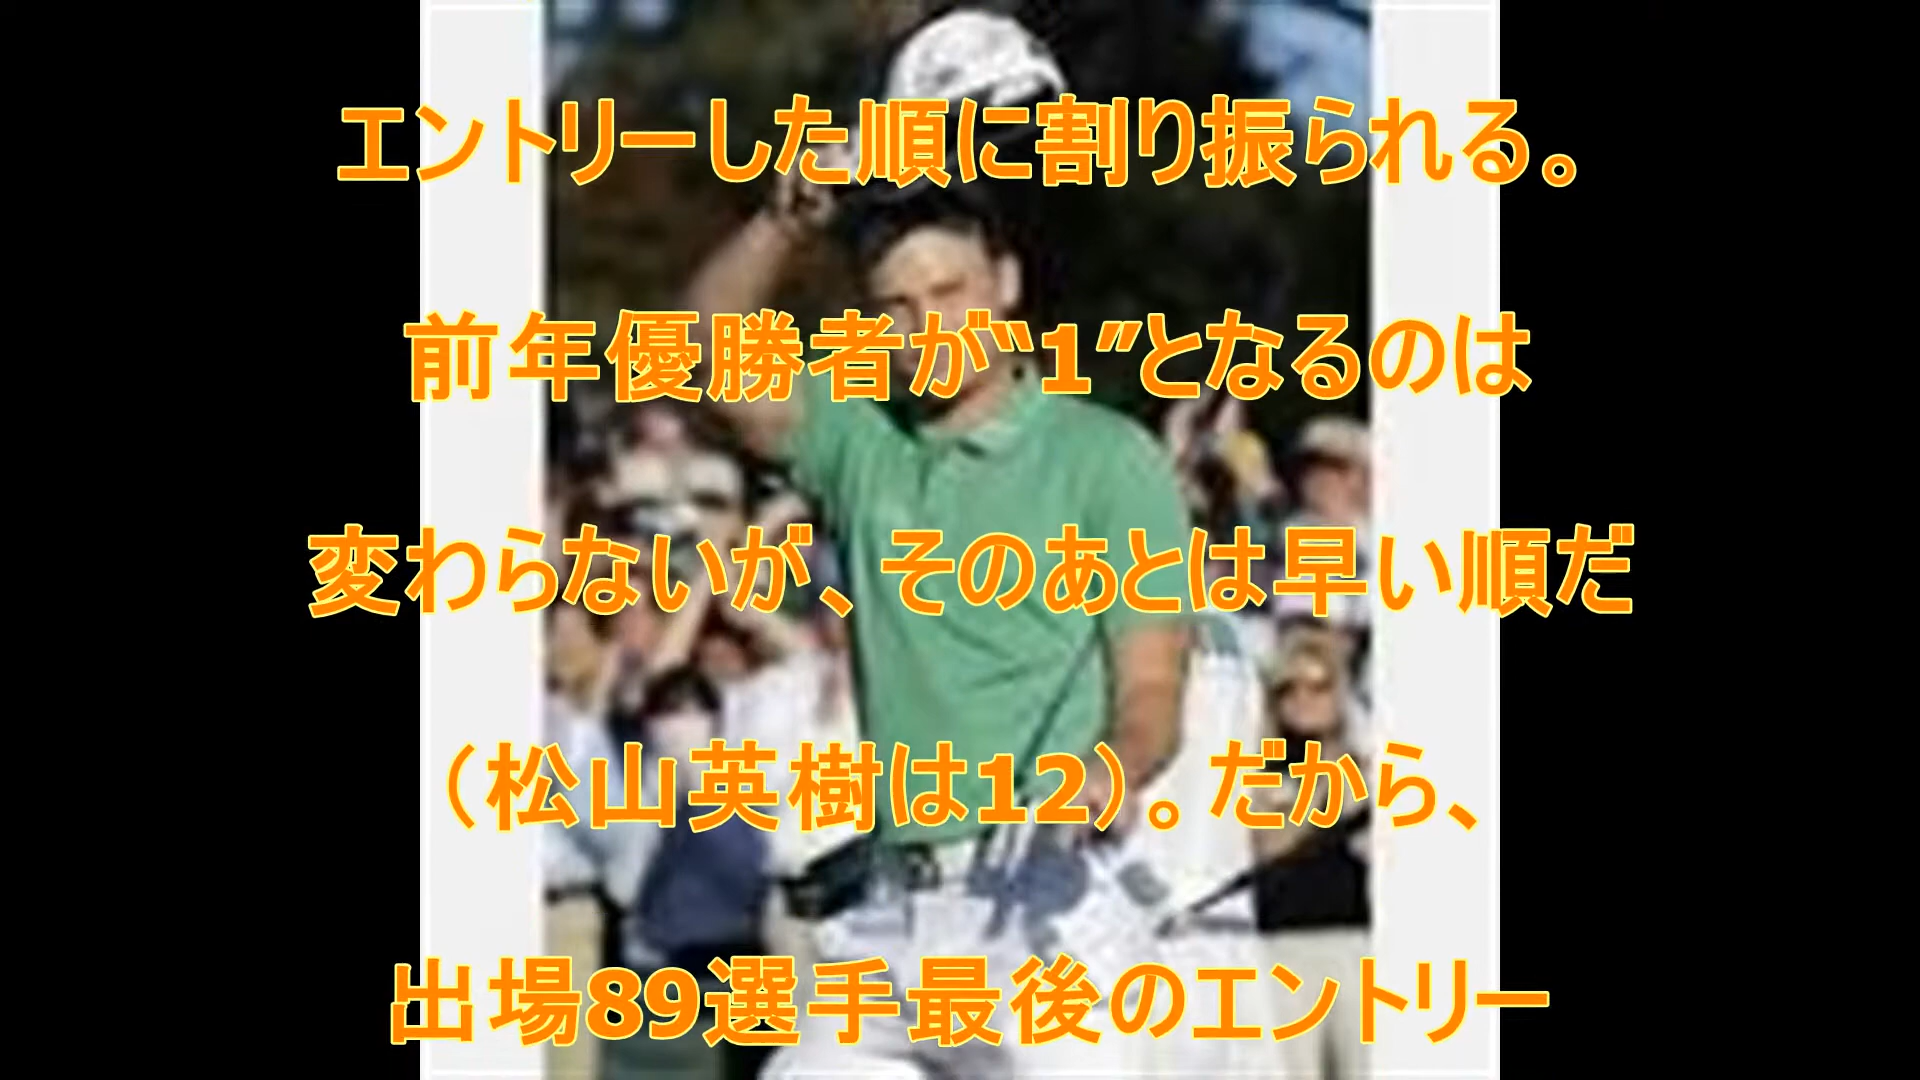 エントリーした順に割り振られる。
前年優勝者が“1”となるのは
変わらないが、そのあとは早い順だ
（松山英樹は12）。だから、
出場89選手最後のエントリー